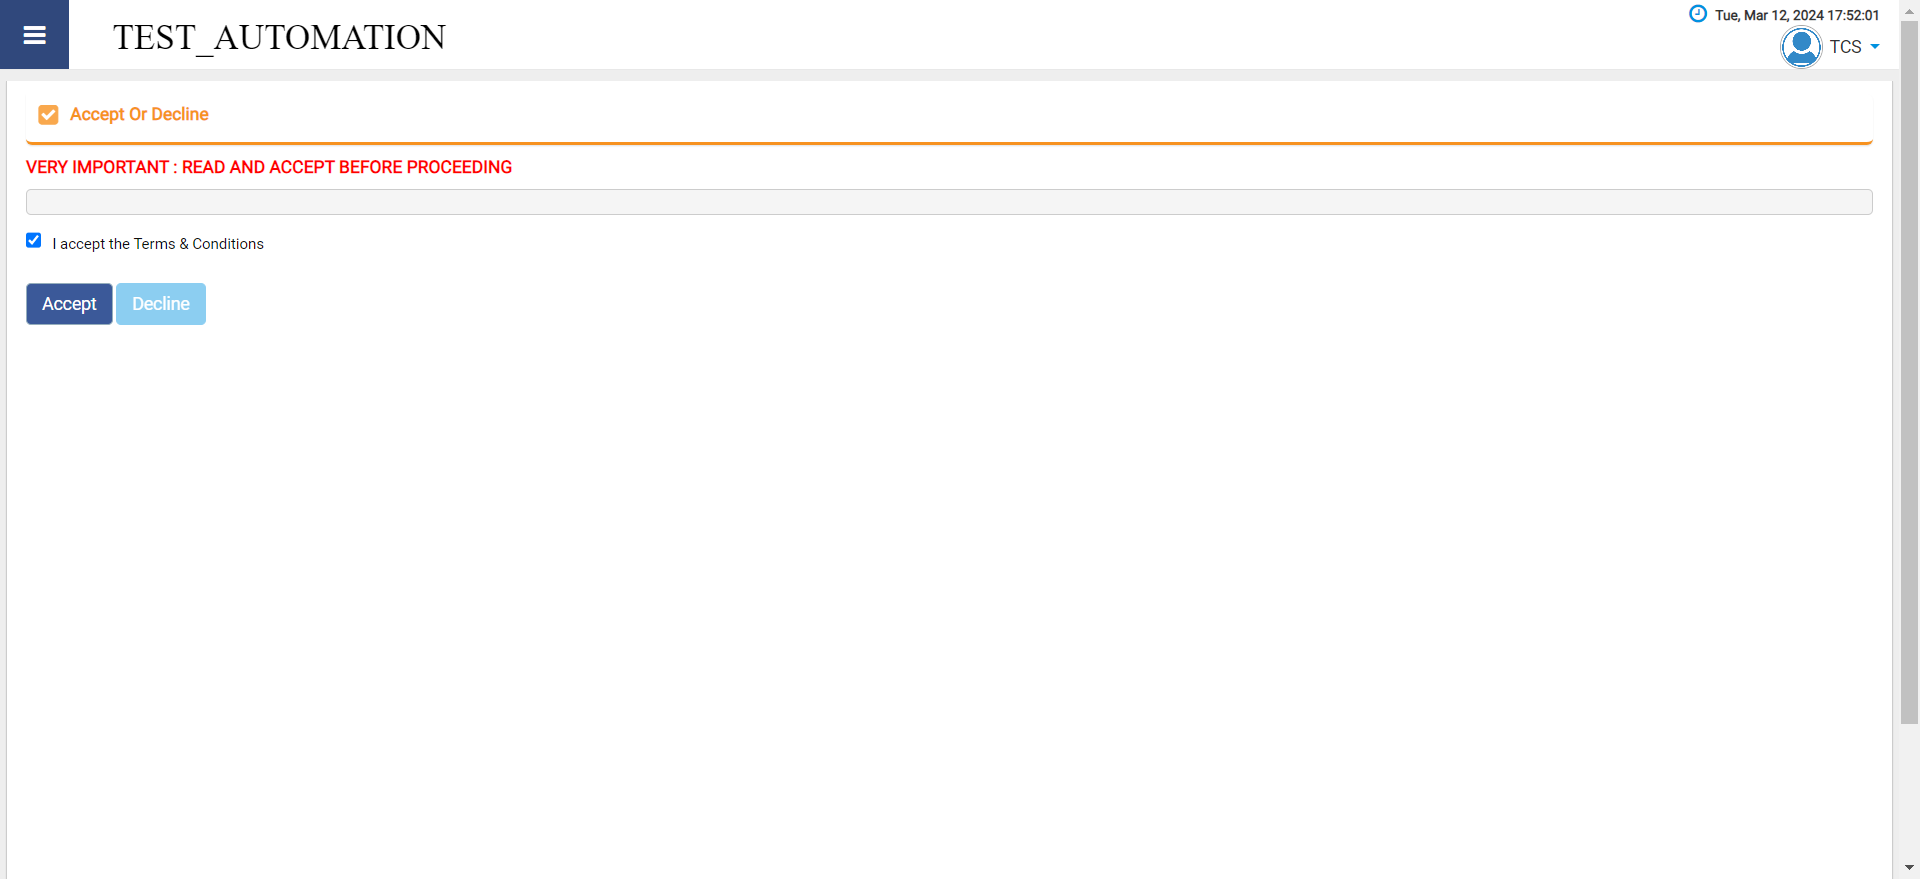 TEST_AUTOMATION
Tue, Mar 12, 2024 17:52:01
TCS
Accept Or Decline
VERY IMPORTANT : READ AND ACCEPT BEFORE PROCEEDING
I accept the Terms & Conditions
Accept
Decline